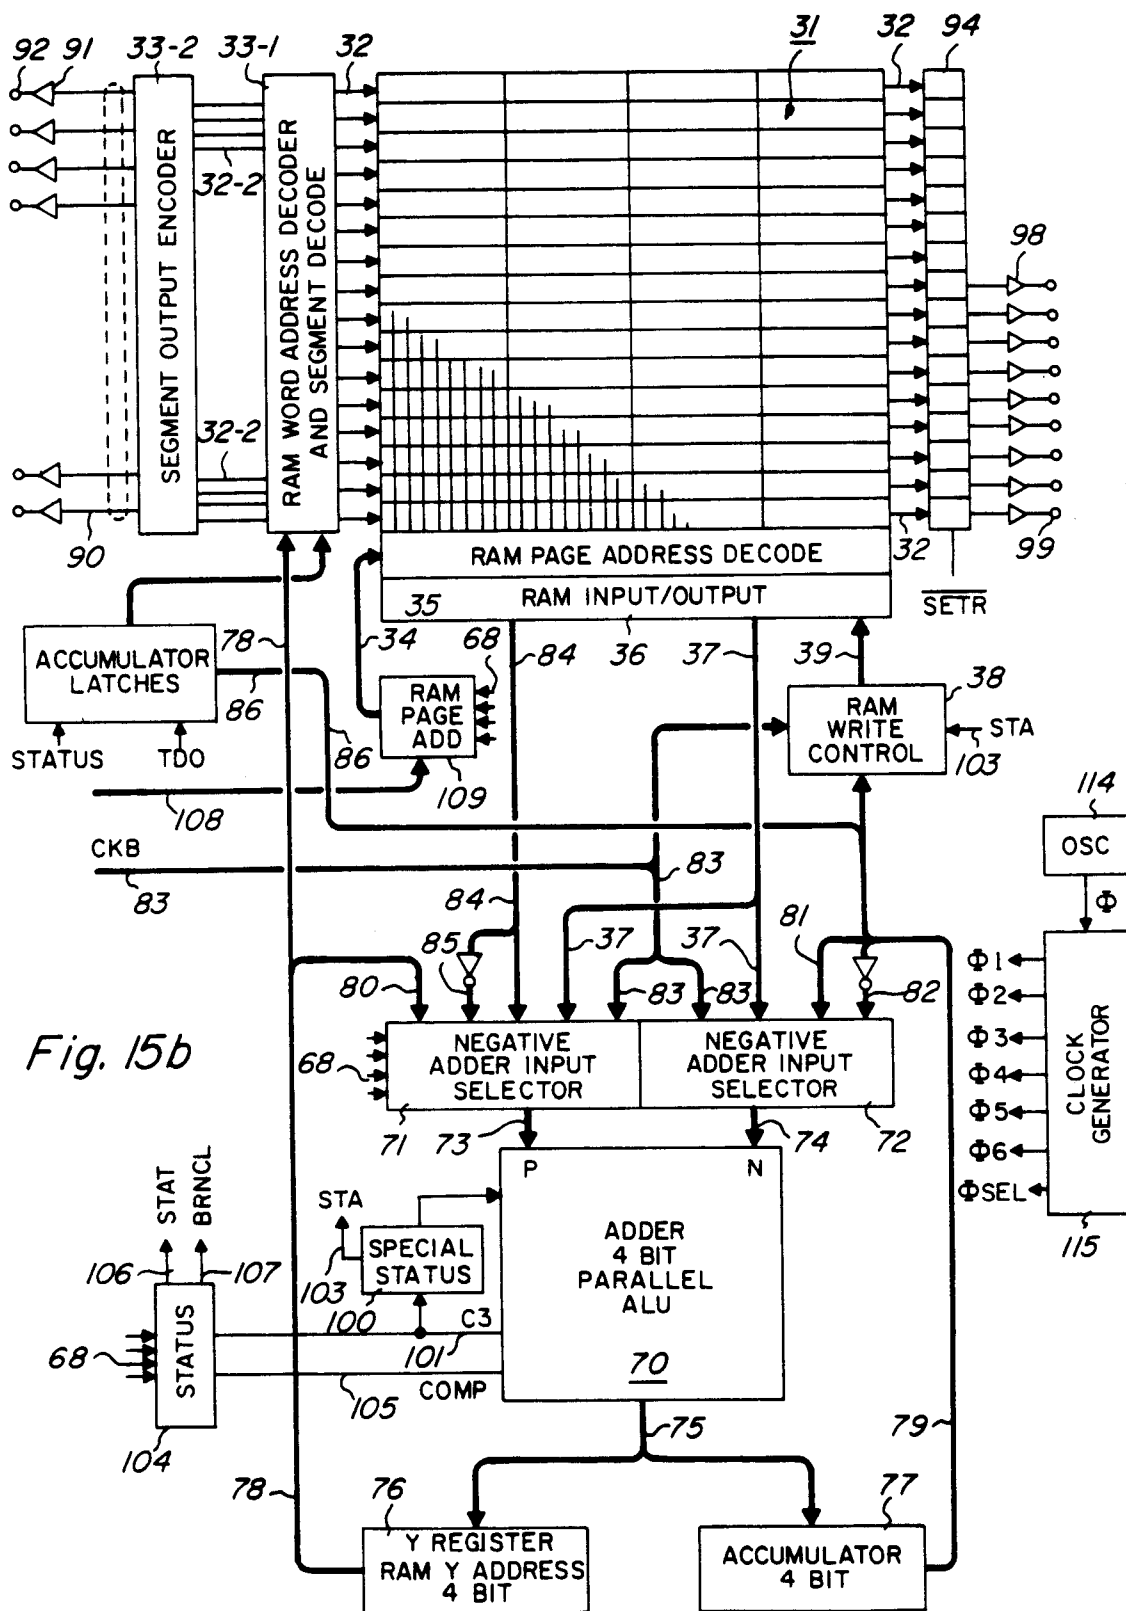 92 91 33-2 33-1 32 31 32 94
SEGMENT OUTPUT ENCODER
RAM WORD ADDRESS DECODER
AND SEGMENT DECODE
32-2
32-2
98
90
32
99
RAM PAGE ADDRESS DECODE
35 RAM INPUT/OUTPUT
SETR
ACCUMULATOR
LATCHES
78
34
68
84
36
37
39
38
86
86
RAM
PAGE
ADD
RAM
WRITE
CONTROL
STA
103
STATUS
TDO
108
109
114
OSC
CKB
83
83
Φ
84
85
37
37
81
80
83
83
82
Φ1
Φ2
Φ3
Φ4
Φ5
Φ6
ΦSEL
CLOCK
GENERATOR
115
Fig. 15b
68
NEGATIVE
ADDER INPUT
SELECTOR
NEGATIVE
ADDER INPUT
SELECTOR
71
73
74
72
P
N
STAT
BRNCL
106
107
STA
103
SPECIAL
STATUS
100
ADDER
4 BIT
PARALLEL
ALU
70
C3
101
68
STATUS
COMP
105
104
75
79
78
76
77
Y REGISTER
RAM Y ADDRESS
4 BIT
ACCUMULATOR
4 BIT